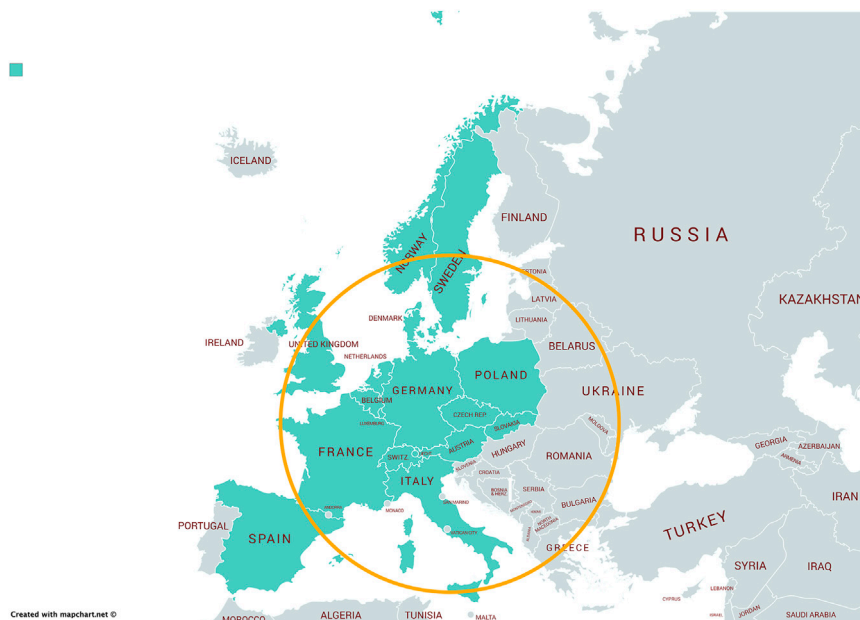 ICELAND
FINLAND
RUSSIA
NORWAY
SWEDEN
ESTONIA
KAZAKHSTAN
LATVIA
DENMARK
LITHUANIA
IRELAND
UNITED KINGDOM
BELARUS
NETHERLANDS
POLAND
GERMANY
UKRAINE
BELGIUM
CZECH REP
LUXEMBURG
MOLDOVA
SLOVAKIA
FRANCE
AUSTRIA
HUNGARY
GEORGIA
AZERBAIJAN
SWITZ
ROMANIA
ARMENIA
SLOVENIA
CROATIA
ITALY
BOSNIA
& HERZ
SERBIA
IRAN
ANDORRA
MONACO
SAN MARINO
BULGARIA
MONTENEGRO
PORTUGAL
SPAIN
VATICAN CITY
NORTH
MACEDONIA
TURKEY
GREECE
SYRIA
IRAQ
LEBANON
CYPRUS
JORDAN
ISRAEL
Created with mapchart.net ©
MOROCCO
ALGERIA
TUNISIA
MALTA
SAUDI ARABIA